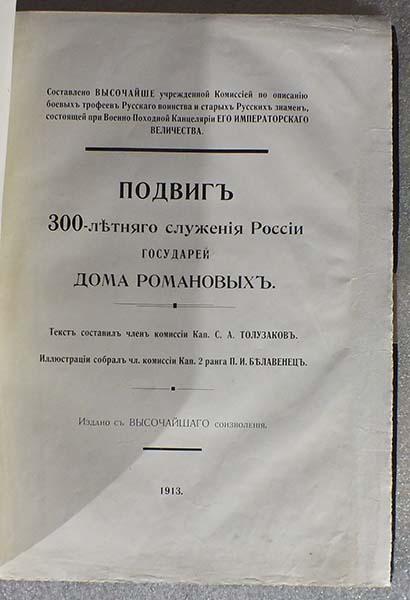 Составлено ВЫСОЧАЙШЕ учрежденной Комиссіей по описанію
боевыхъ трофеевъ Русскаго воинства и старыхъ Русскихъ знаменъ,
состоящей при Военно Походной Канцеляріи ЕГО ИМПЕРАТОРСКАГО
ВЕЛИЧЕСТВА.
ПОДВИГЪ
300-лѣтняго служенія Россіи
ГОСУДАРЕЙ
ДОМА РОМАНОВЫХЪ.
Текстъ составилъ членъ комиссіи Кап. С. А. ТОЛУЗАКОВЪ.
Иллюстраціи собралъ чл. комиссіи Кап. 2 ранга П. И. БѢЛАВЕНЕЦЪ.
Издано съ ВЫСОЧАЙШАГО соизволенія.
1913.